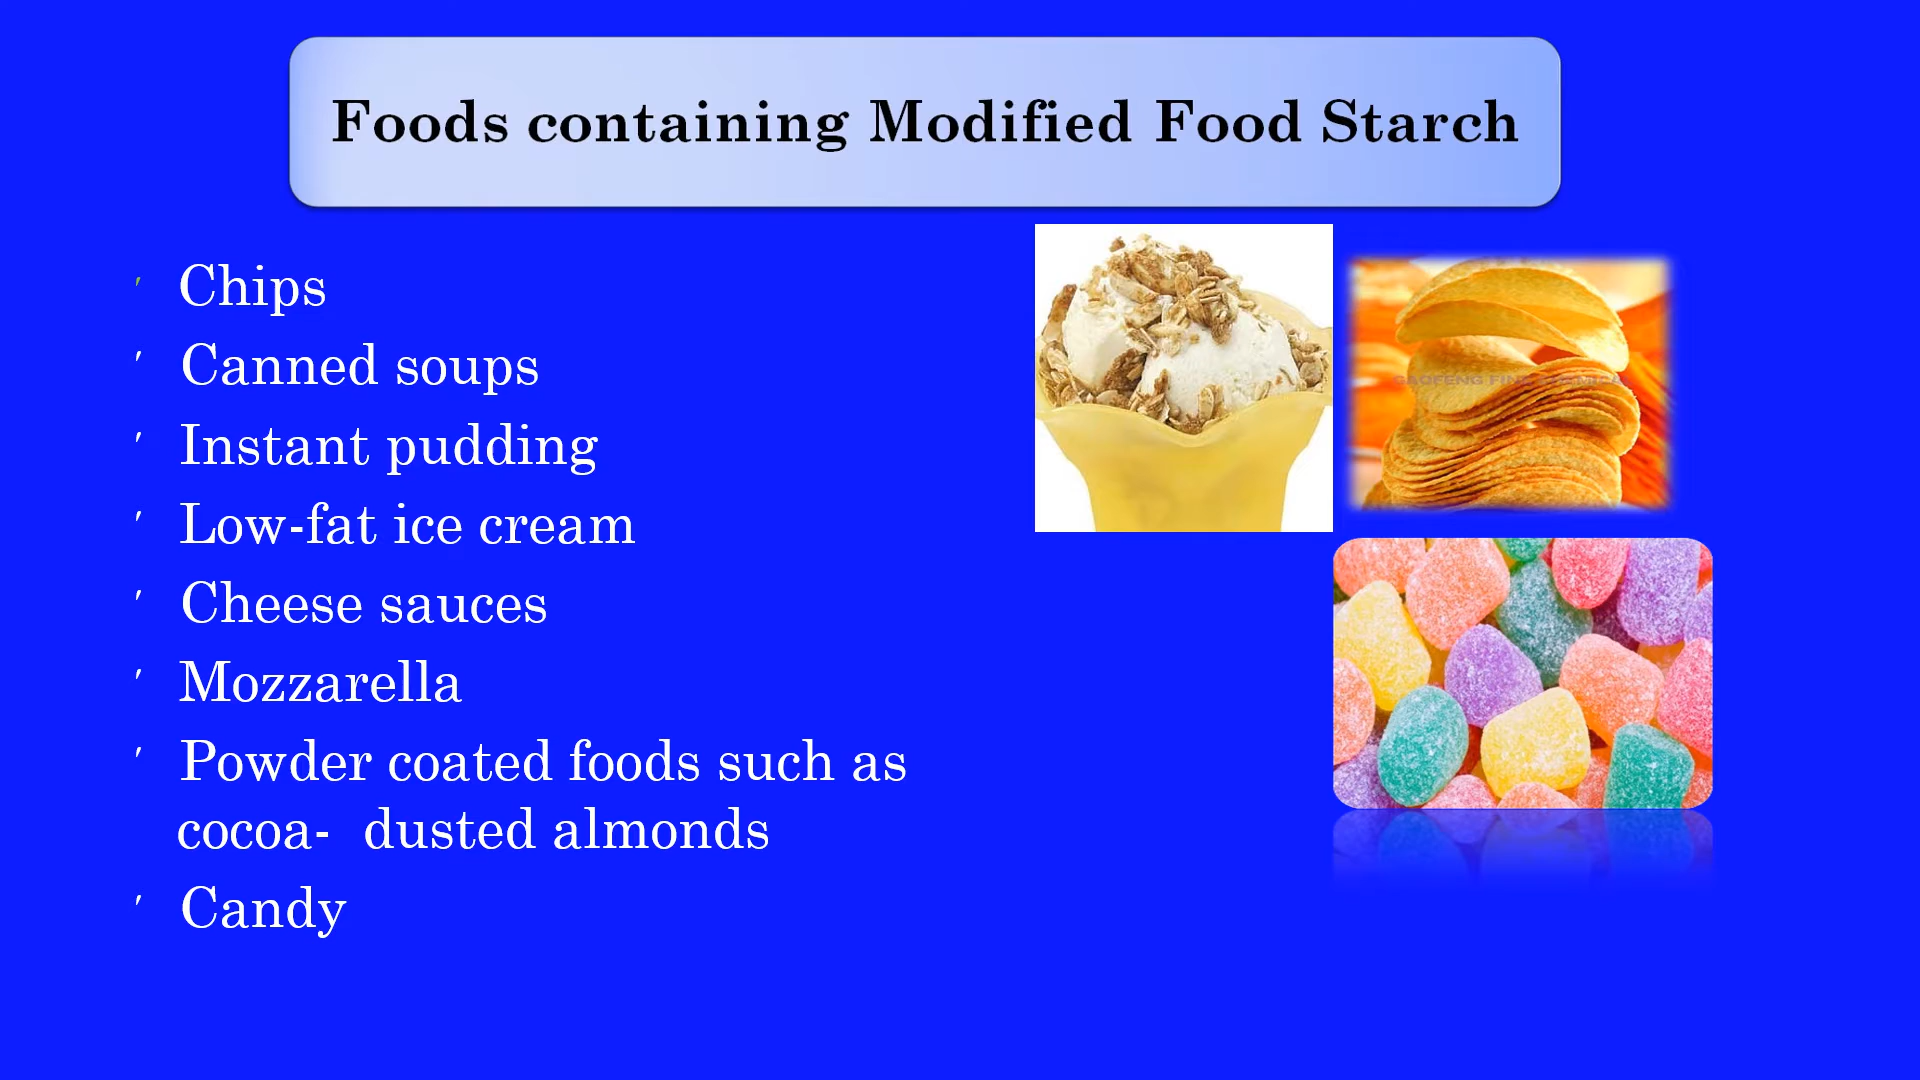 Foods containing Modified Food Starch
Chips
Canned soups
Instant pudding
Low-fat ice cream
Cheese sauces
Mozzarella
Powder coated foods such as
cocoa-  dusted almonds
Candy
GAOFENG